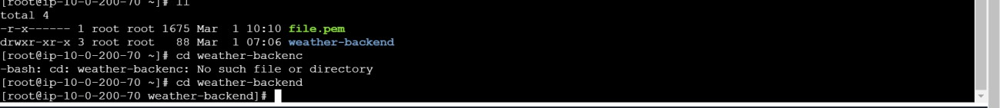 [root@ip-10-0-200-70 ~]# ll
total 4
-r-x------ 1 root root 1675 Mar  1 10:10 file.pem
drwxr-xr-x 3 root root   88 Mar  1 07:06 weather-backend
[root@ip-10-0-200-70 ~]# cd weather-backenc
-bash: cd: weather-backenc: No such file or directory
[root@ip-10-0-200-70 ~]# cd weather-backend
[root@ip-10-0-200-70 weather-backend]#